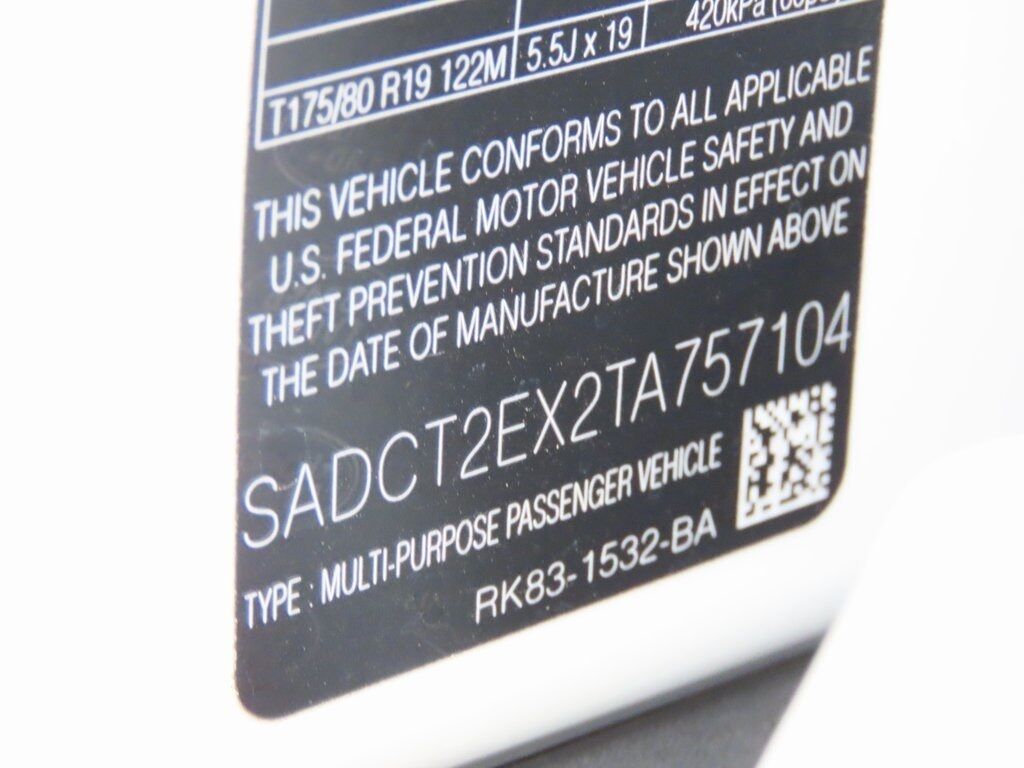 T175/80 R19 122M 5.5J x 19 420kPa
THIS VEHICLE CONFORMS TO ALL APPLICABLE
U.S. FEDERAL MOTOR VEHICLE SAFETY AND
THEFT PREVENTION STANDARDS IN EFFECT ON
THE DATE OF MANUFACTURE SHOWN ABOVE
SADCT2EX2TA757104
TYPE : MULTI-PURPOSE PASSENGER VEHICLE
RK83-1532-BA